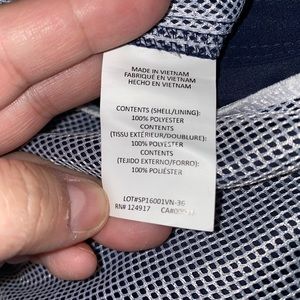 MADE IN VIETNAM
FABRIQUÉ EN VIETNAM
HECHO EN VIETNAM
CONTENTS (SHELL/LINING):
100% POLYESTER
CONTENTS
(TISSU EXTÉRIEUR/DOUBLURE):
100% POLYESTER
CONTENTS
(TEJIDO EXTERNO/FORRO):
100% POLIÉSTER
LOT#SP16001VN-36
RN# 124917